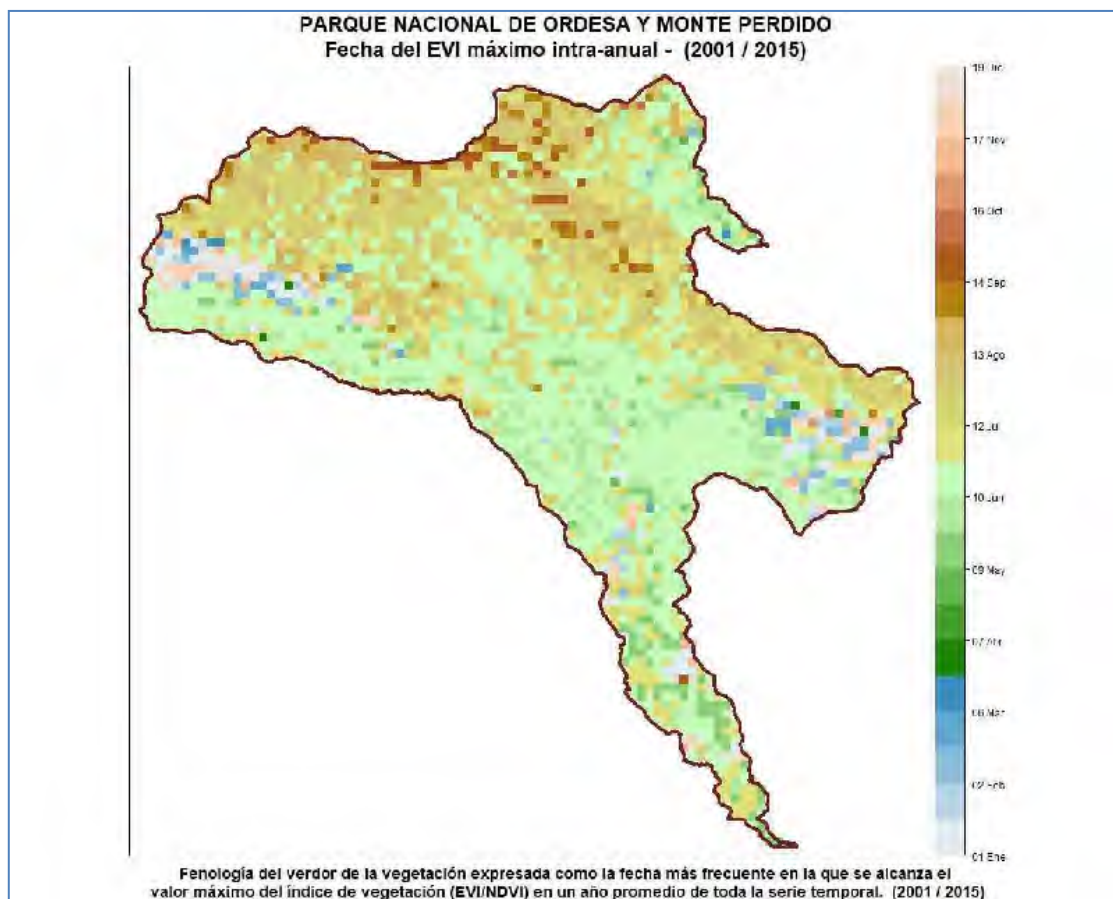 PARQUE NACIONAL DE ORDESA Y MONTE PERDIDO
Fecha del EVI máximo intra-anual - (2001 / 2015)
19 Dic
17 Nov
16 Oct
14 Sep
13 Ago
12 Jul
10 Jun
09 May
07 Abr
06 Mar
02 Feb
01 Ene
Fenología del verdor de la vegetación expresada como la fecha más frecuente en la que se alcanza el
valor máximo del índice de vegetación (EVI/NDVI) en un año promedio de toda la serie temporal. (2001 / 2015)